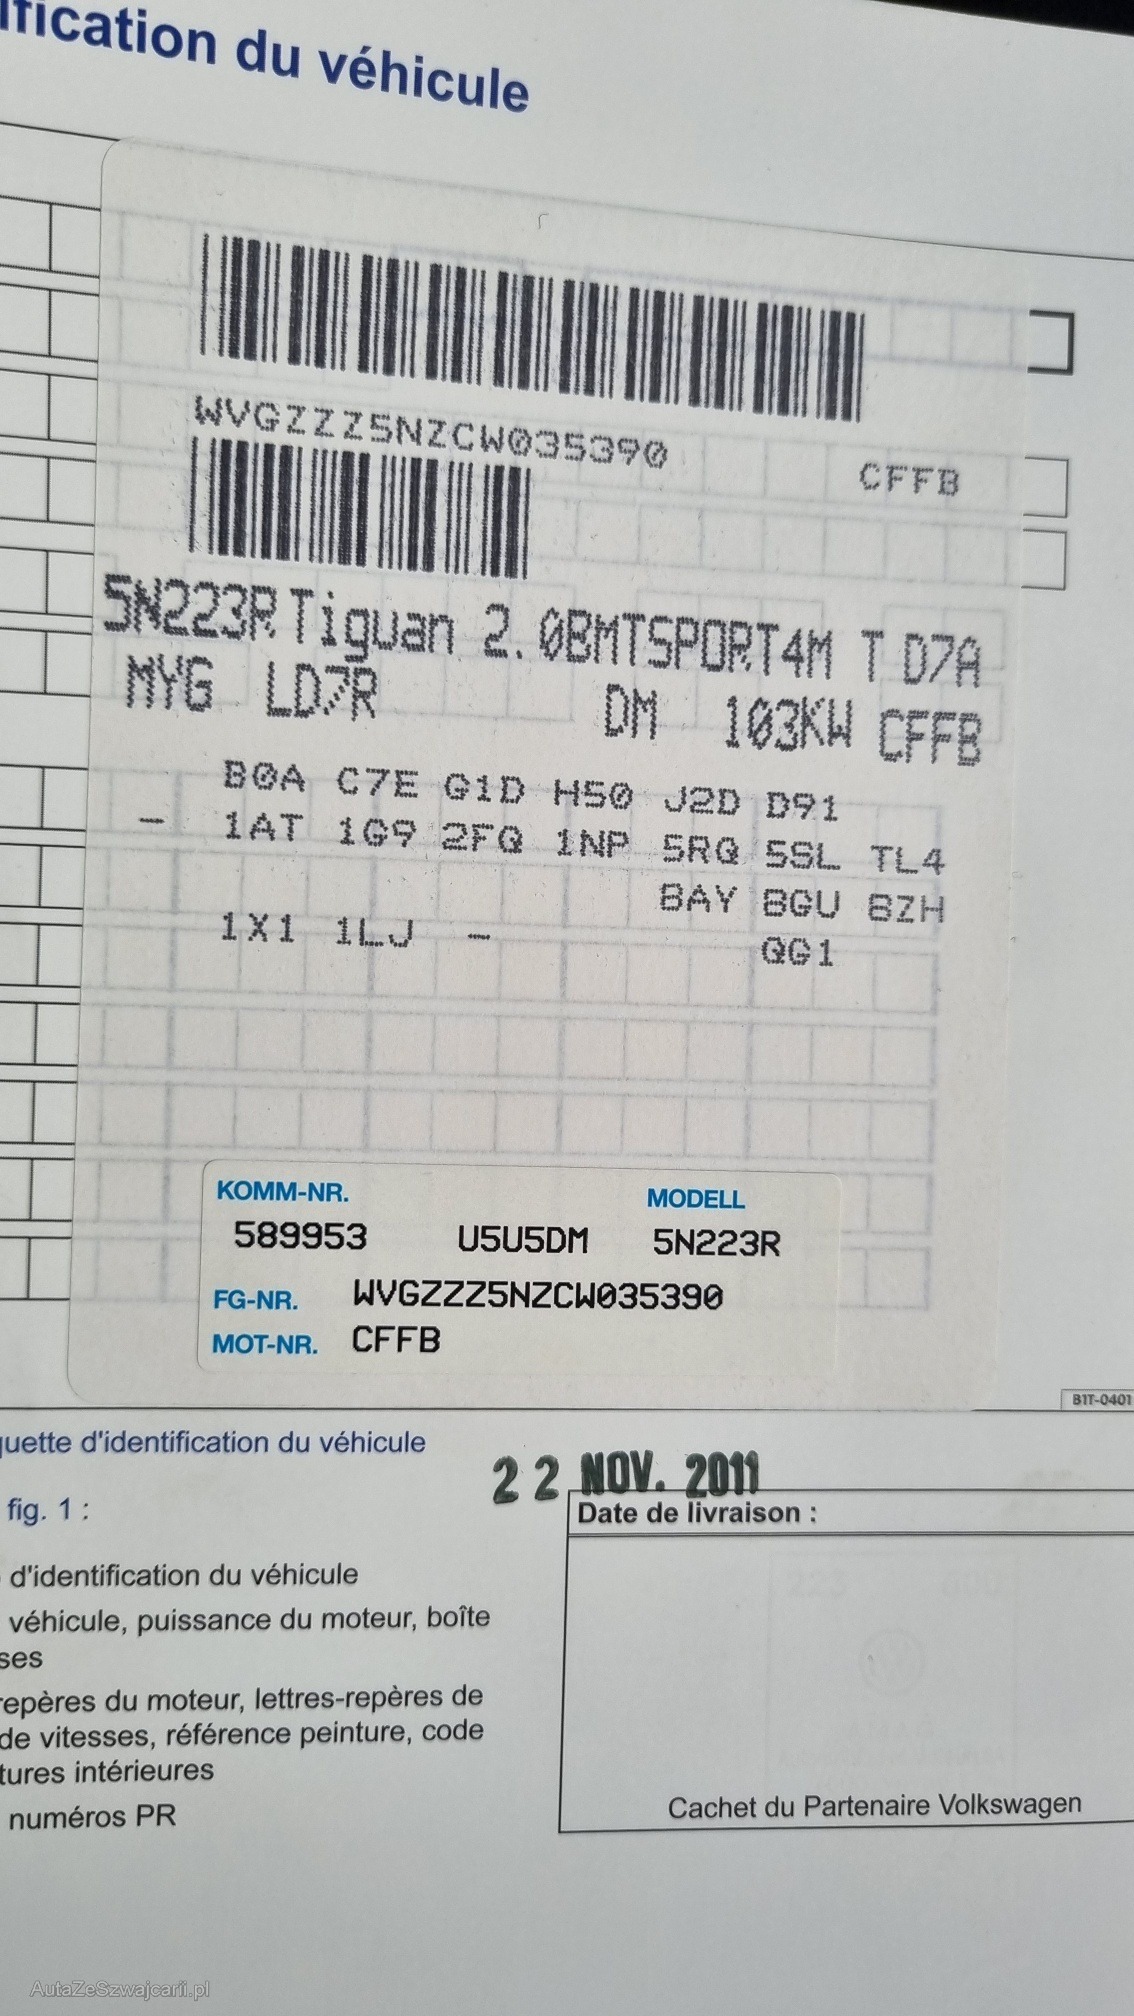 ification du véhicule
WVGZZZ5NZCW035390
CFFB
5N223R Tiguan 2.0BMTSPORT4M T D7A
MYG LD7R DM 103KW CFFB
B0A C7E G1D H50 J2D D91
- 1AT 1G9 2FQ 1NP 5RQ 5SL TL4
8AY 8GU 8ZH
1X1 1LJ - QG1
KOMM-NR. MODELL
589953 U5U5DM 5N223R
FG-NR. WVGZZZ5NZCW035390
MOT-NR. CFFB
B1T-0401
quette d'identification du véhicule
22 NOV. 2011
fig. 1 :
Date de livraison :
d'identification du véhicule
véhicule, puissance du moteur, boîte
ses
repères du moteur, lettres-repères de
de vitesses, référence peinture, code
tures intérieures
numéros PR
Cachet du Partenaire Volkswagen
AutaZeSzwajcarii.pl